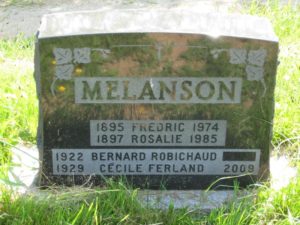 MELANSON
1895 FREDRIC 1974
1897 ROSALIE 1985
1922 BERNARD ROBICHAUD
1929 CÉCILE FERLAND 2009